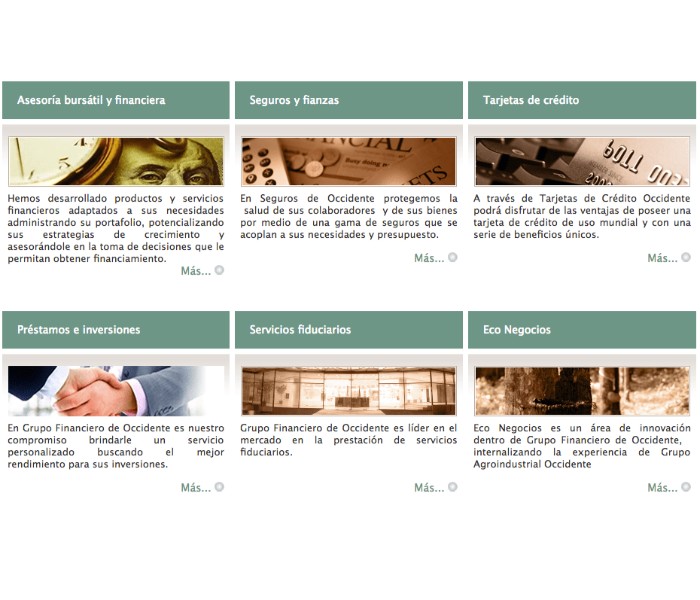 Asesoría bursátil y financiera
Hemos desarrollado productos y servicios
financieros adaptados a sus necesidades
administrando su portafolio, potencializando
sus estrategias de crecimiento y
asesorándole en la toma de decisiones que le
permitan obtener financiamiento.
Más...
Seguros y fianzas
En Seguros de Occidente protegemos la
salud de sus colaboradores y de sus bienes
por medio de una gama de seguros que se
acoplan a sus necesidades y presupuesto.
Más...
Tarjetas de crédito
A través de Tarjetas de Crédito Occidente
podrá disfrutar de las ventajas de poseer una
tarjeta de crédito de uso mundial y con una
serie de beneficios únicos.
Más...
Préstamos e inversiones
En Grupo Financiero de Occidente es nuestro
compromiso brindarle un servicio
personalizado buscando el mejor
rendimiento para sus inversiones.
Más...
Servicios fiduciarios
Grupo Financiero de Occidente es líder en el
mercado en la prestación de servicios
fiduciarios.
Más...
Eco Negocios
Eco Negocios es un área de innovación
dentro de Grupo Financiero de Occidente,
internalizando la experiencia de Grupo
Agroindustrial Occidente
Más...